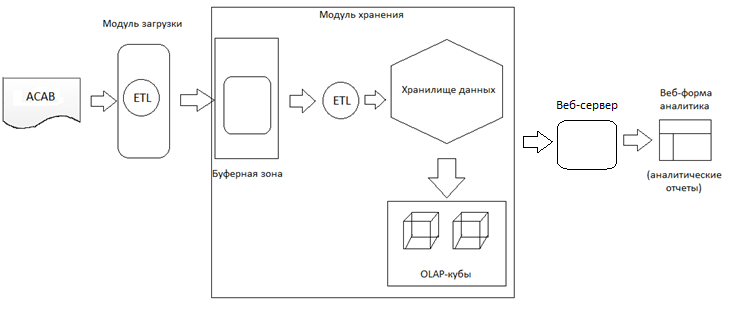 Модуль загрузки
Модуль хранения
АСАВ
ETL
Буферная зона
ETL
Хранилище данных
OLAP-кубы
Веб-сервер
Веб-форма
аналитика
(аналитические
отчеты)